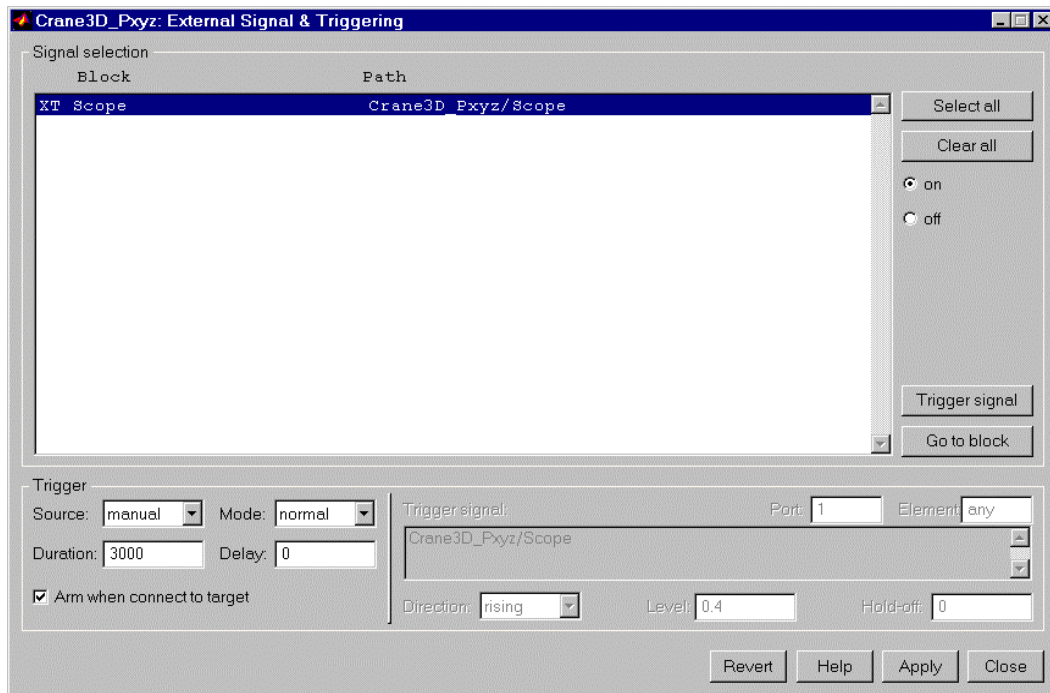 Crane3D_Pxyz: External Signal & Triggering
Signal selection
Block Path
XT Scope Crane3D_Pxyz/Scope
Select all
Clear all
on
off
Trigger signal
Go to block
Trigger
Source: manual Mode: normal
Duration: 3000 Delay: 0
Arm when connect to target
Trigger signal: Port: 1 Element: any
Crane3D_Pxyz/Scope
Direction: rising Level: 0.4 Hold-off: 0
Revert Help Apply Close